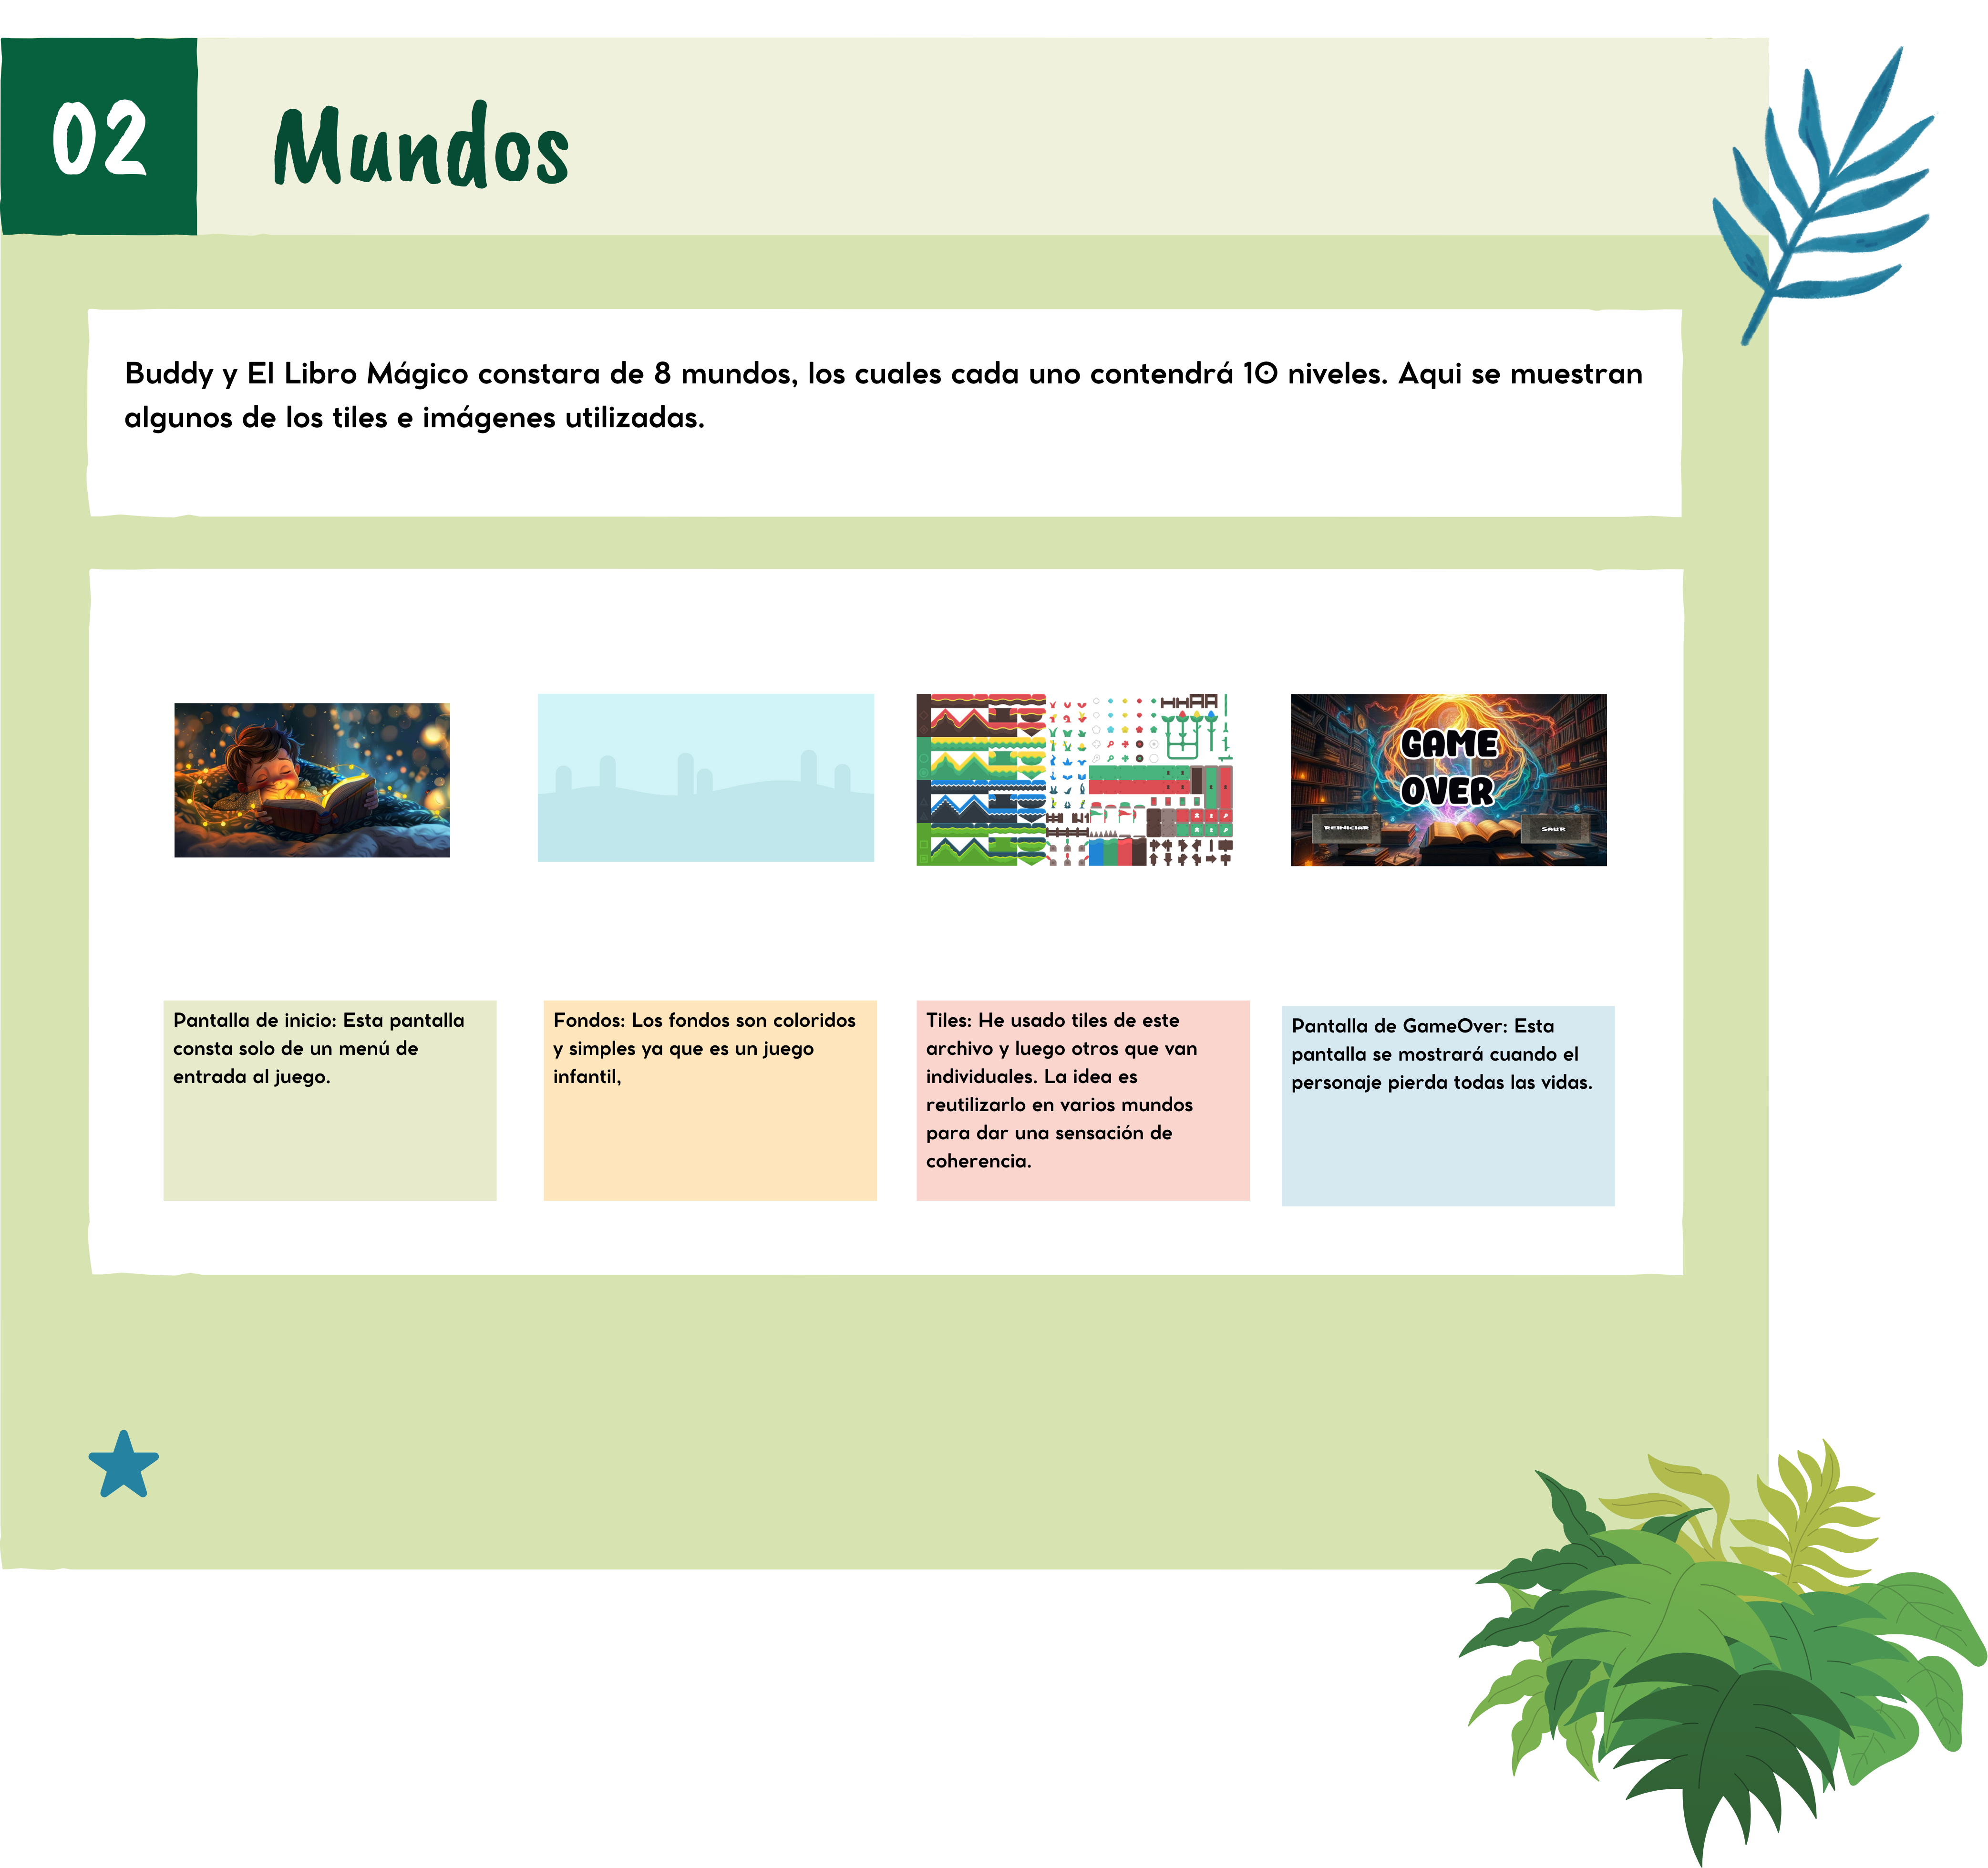 02
Mundos
Buddy y El Libro Mágico constara de 8 mundos, los cuales cada uno contendrá 10 niveles. Aqui se muestran
algunos de los tiles e imágenes utilizadas.
GAME
OVER
REINICIAR
SALIR
Pantalla de inicio: Esta pantalla
consta solo de un menú de
entrada al juego.
Fondos: Los fondos son coloridos
y simples ya que es un juego
infantil,
Tiles: He usado tiles de este
archivo y luego otros que van
individuales. La idea es
reutilizarlo en varios mundos
para dar una sensación de
coherencia.
Pantalla de GameOver: Esta
pantalla se mostrará cuando el
personaje pierda todas las vidas.